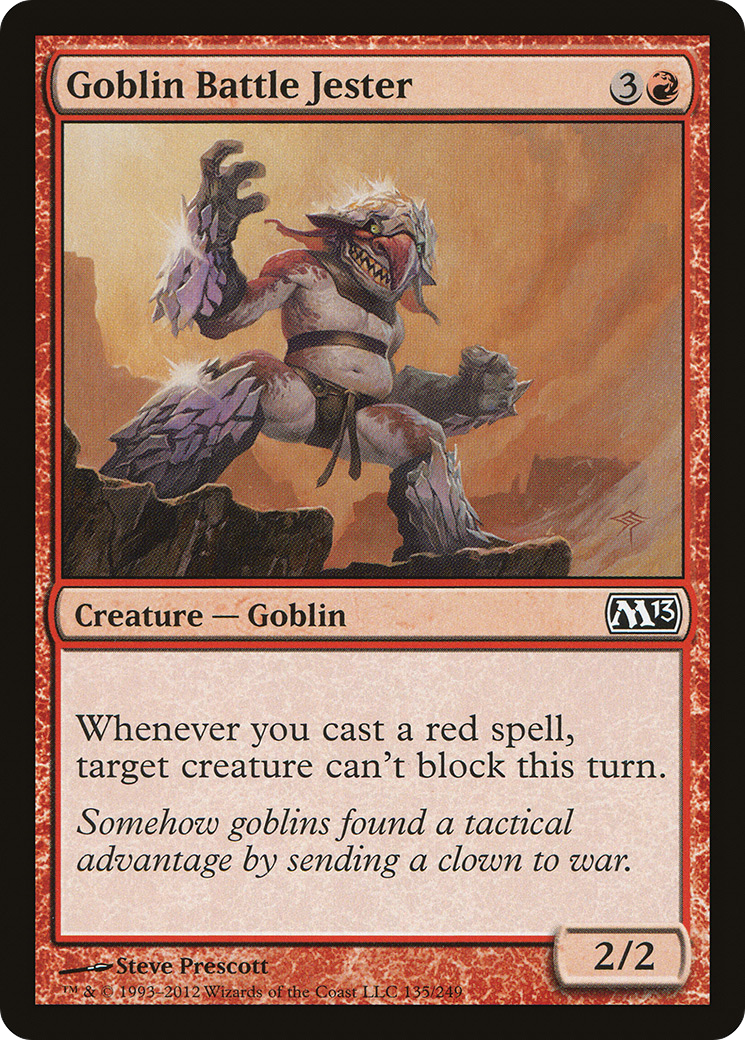 Goblin Battle Jester 3
Creature — Goblin M13
Whenever you cast a red spell,
target creature can't block this turn.
Somehow goblins found a tactical
advantage by sending a clown to war.
2/2
Steve Prescott
™ & © 1993–2012 Wizards of the Coast LLC 135/249